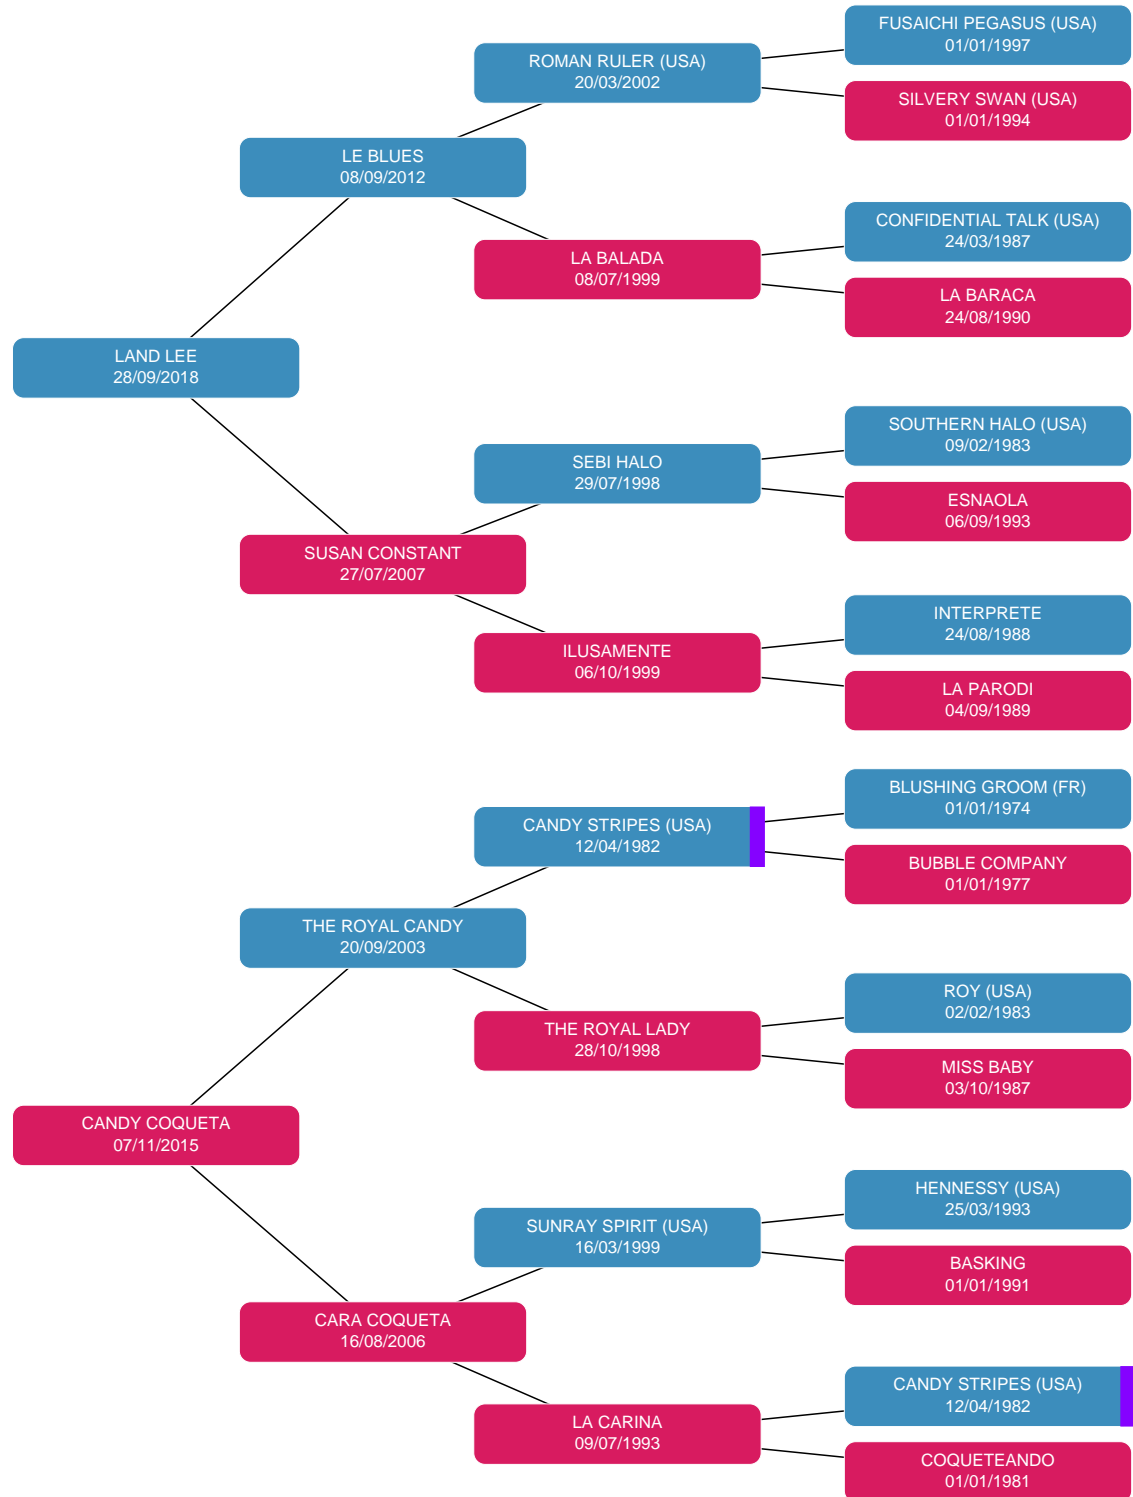 FUSAICHI PEGASUS (USA)
01/01/1997
ROMAN RULER (USA)
20/03/2002
SILVERY SWAN (USA)
01/01/1994
LE BLUES
08/09/2012
CONFIDENTIAL TALK (USA)
24/03/1987
LA BALADA
08/07/1999
LA BARACA
24/08/1990
LAND LEE
28/09/2018
SOUTHERN HALO (USA)
09/02/1983
SEBI HALO
29/07/1998
ESNAOLA
06/09/1993
SUSAN CONSTANT
27/07/2007
INTERPRETE
24/08/1988
ILUSAMENTE
06/10/1999
LA PARODI
04/09/1989
BLUSHING GROOM (FR)
01/01/1974
CANDY STRIPES (USA)
12/04/1982
BUBBLE COMPANY
01/01/1977
THE ROYAL CANDY
20/09/2003
ROY (USA)
02/02/1983
THE ROYAL LADY
28/10/1998
MISS BABY
03/10/1987
CANDY COQUETA
07/11/2015
HENNESSY (USA)
25/03/1993
SUNRAY SPIRIT (USA)
16/03/1999
BASKING
01/01/1991
CARA COQUETA
16/08/2006
CANDY STRIPES (USA)
12/04/1982
LA CARINA
09/07/1993
COQUETEANDO
01/01/1981